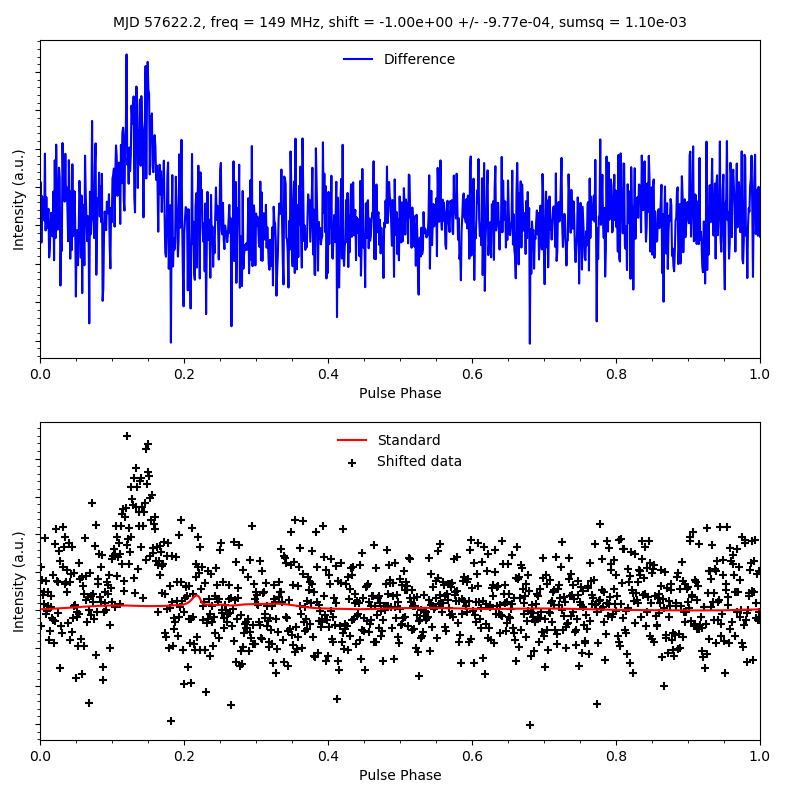 MJD 57622.2, freq = 149 MHz, shift = -1.00e+00 +/- -9.77e-04, sumsq = 1.10e-03
Difference
Intensity (a.u.)
0.0 0.2 0.4 0.6 0.8 1.0
Pulse Phase
Standard
Shifted data
Intensity (a.u.)
0.0 0.2 0.4 0.6 0.8 1.0
Pulse Phase